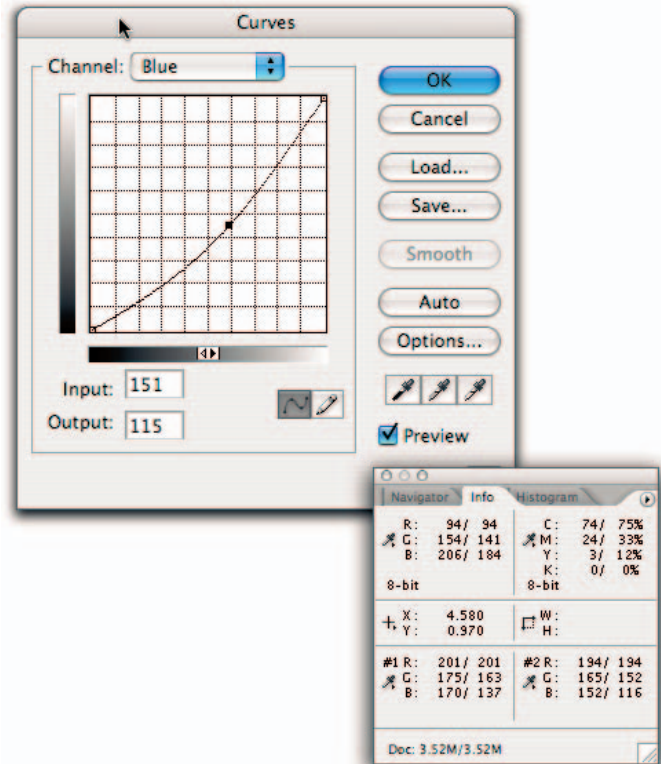 Curves
Channel: Blue
OK
Cancel
Load...
Save...
Smooth
Auto
Options...
Input: 151
Output: 115
Preview
Navigator Info Histogram
R: 94/ 94 C: 74/ 75%
G: 154/ 141 M: 24/ 33%
B: 206/ 184 Y: 3/ 12%
K: 0/ 0%
8-bit 8-bit
X: 4.580 W:
Y: 0.970 H:
#1 R: 201/ 201 #2 R: 194/ 194
G: 175/ 163 G: 165/ 152
B: 170/ 137 B: 152/ 116
Doc: 3.52M/3.52M